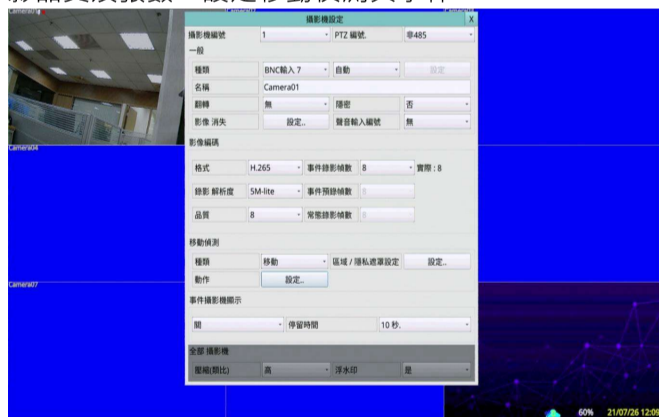 Camera01
攝影機設定 X
攝影機編號 1 PTZ 編號. 非485
一般
種類 BNC輸入 7 自動 設定
名稱 Camera01
翻轉 無 隱密 否
影像 消失 設定.. 聲音輸入編號 無
影像編碼
Camera04
格式 H.265 事件錄影幀數 8 實際 : 8
錄影 解析度 5M-lite 事件預錄幀數 8
品質 8 常態錄影幀數 8
移動偵測
種類 移動 區域 / 隱私遮罩設定 設定..
Camera07
動作 設定..
事件攝影機顯示
關 停留時間 10 秒.
全部 攝影機
壓縮(類比) 高 浮水印 是
60% 21/07/26 12:09